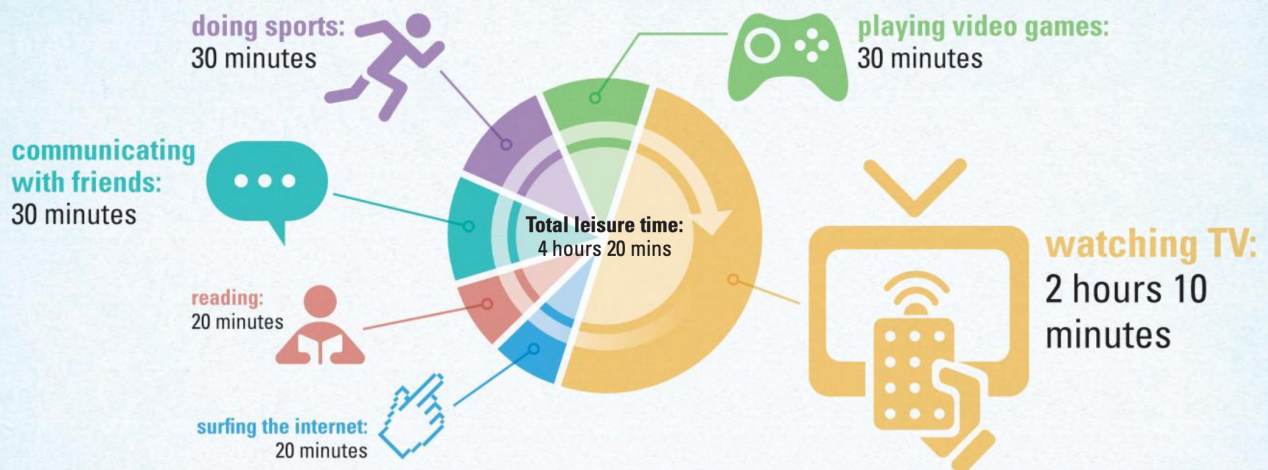 doing sports:
30 minutes
playing video games:
30 minutes
communicating
with friends:
30 minutes
Total leisure time:
4 hours 20 mins
watching TV:
2 hours 10
minutes
reading:
20 minutes
surfing the internet:
20 minutes